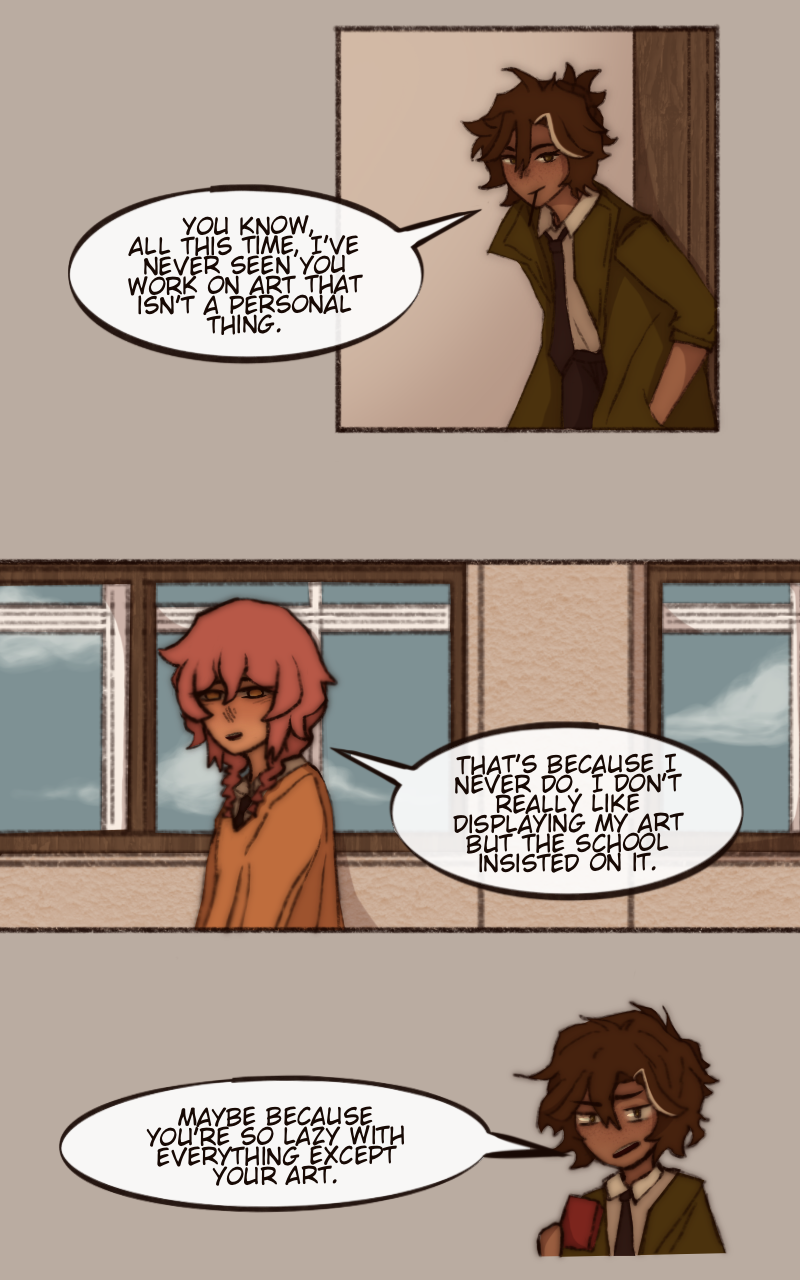 YOU KNOW,
ALL THIS TIME, I'VE
NEVER SEEN YOU
WORK ON ART THAT
ISN'T A PERSONAL
THING.
THAT'S BECAUSE I
NEVER DO. I DON'T
REALLY LIKE
DISPLAYING MY ART
BUT THE SCHOOL
INSISTED ON IT.
MAYBE BECAUSE
YOU'RE SO LAZY WITH
EVERYTHING EXCEPT
YOUR ART.